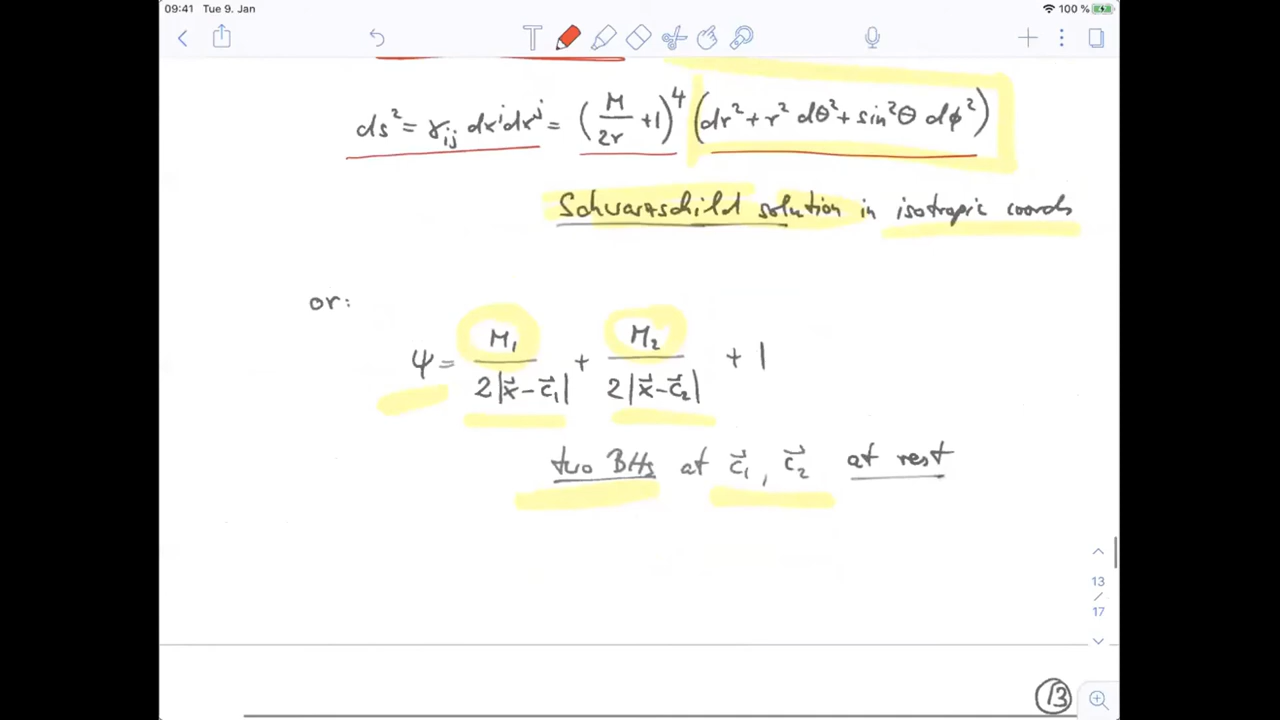 09:41 Tue 9. Jan 100 %
ds² = γᵢⱼ dxⁱdxʲ = (M/2r + 1)⁴ (dr² + r² dθ² + sin²θ dφ²)
Schwarzschild solution in isotropic coords
or:
ψ = M₁/2|x⃗-c⃗₁| + M₂/2|x⃗-c⃗₂| + 1
two BHs at c⃗₁, c⃗₂ at rest
13
/
17
13